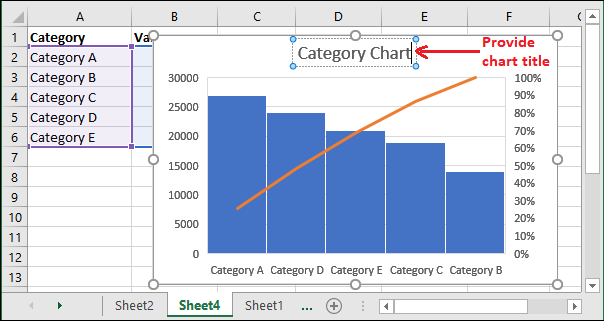 A B C D E F
1 Category Va
2 Category A
3 Category B
4 Category C
5 Category D
6 Category E
7
8
9
10
11
12
13
Category Chart
Provide
chart title
30000
25000
20000
15000
10000
5000
0
100%
90%
80%
70%
60%
50%
40%
30%
20%
10%
0%
Category A Category D Category E Category C Category B
Sheet2 Sheet4 Sheet1 ...